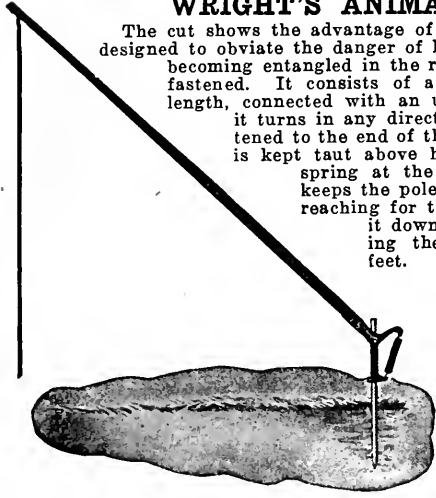 WRIGHT'S ANIMA
The cut shows the advantage of
designed to obviate the danger of
becoming entangled in the
fastened. It consists of a
length, connected with an
it turns in any direct
tened to the end of th
is kept taut above h
spring at the
keeps the pole
reaching for t
it down
ing the
feet.